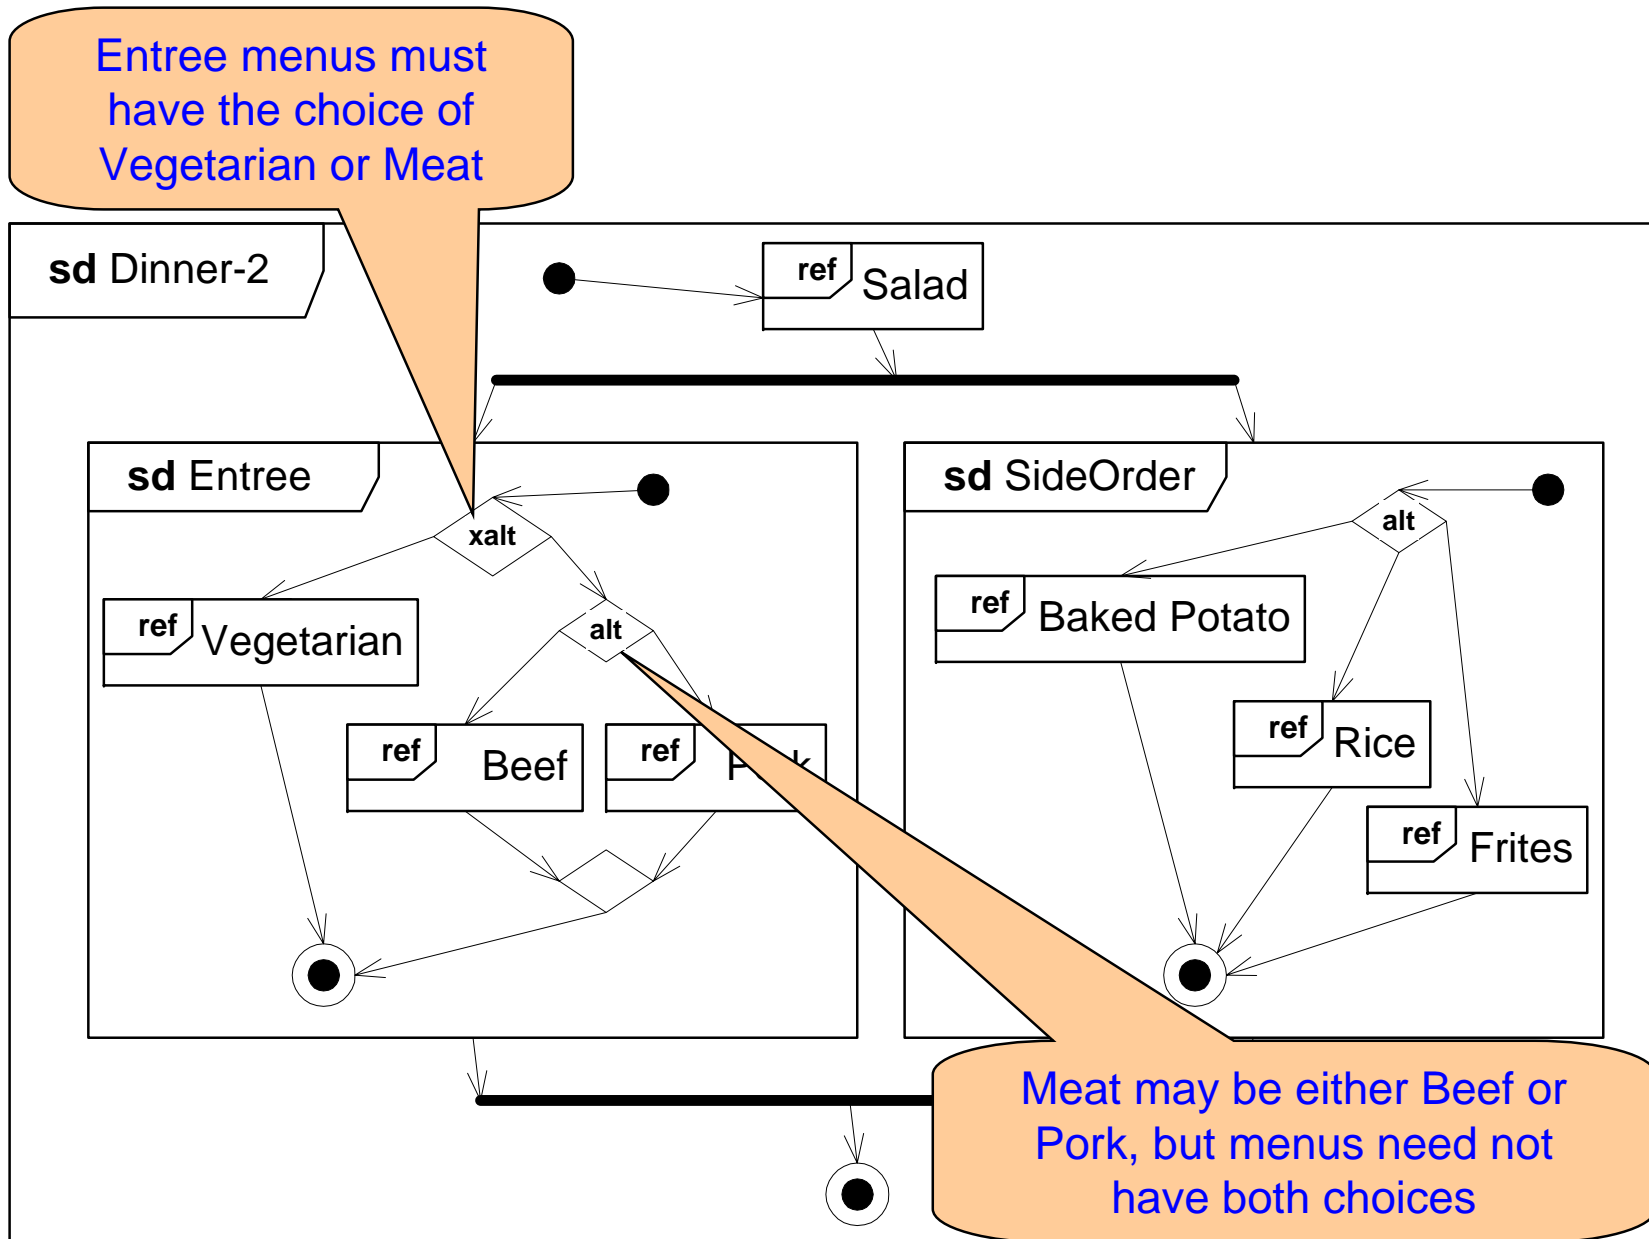 Entree menus must
have the choice of
Vegetarian or Meat
sd Dinner-2
ref Salad
sd Entree
sd SideOrder
xalt
alt
ref Baked Potato
ref Vegetarian
alt
ref Rice
ref Beef
ref
ref Frites
Meat may be either Beef or
Pork, but menus need not
have both choices